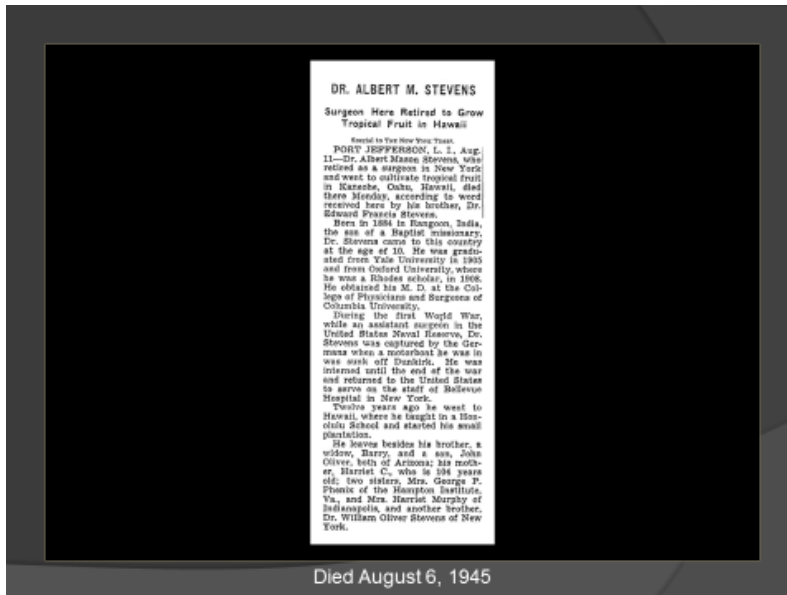 DR. ALBERT M. STEVENS
Surgeon Here Retired to Grow
Tropical Fruit in Hawaii
Special to THE NEW YORK TIMES.
PORT JEFFERSON, L. I., Aug.
11—Dr. Albert Mason Stevens, who
retired as a surgeon in New York
and went to cultivate tropical fruit
in Kaneohe, Oahu, Hawaii, died
there Monday, according to word
received here by his brother, Dr.
Edward Francis Stevens.
Born in 1884 in Rangoon, India,
the son of a Baptist missionary,
Dr. Stevens came to this country
at the age of 10. He was gradu-
ated from Yale University in 1905
and from Oxford University, where
he was a Rhodes scholar, in 1908.
He obtained his M. D. at the Col-
lege of Physicians and Surgeons of
Columbia University.
During the first World War,
while an assistant surgeon in the
United States Naval Reserve, Dr.
Stevens was captured by the Ger-
mans when a motorboat he was in
was sunk off Dunkirk. He was
interned until the end of the war
and returned to the United States
to serve on the staff of Bellevue
Hospital in New York.
Twelve years ago he went to
Hawaii, where he taught in a Hon-
olulu School and started his small
plantation.
He leaves besides his brother, a
widow, Barry, and a son, John
Oliver, both of Arizona; his moth-
er, Harriet C., who is 104 years
old; two sisters, Mrs. George P.
Phenix of the Hampton Institute,
Va., and Mrs. Harriet Murphy of
Indianapolis, and another brother,
Dr. William Oliver Stevens of New
York.
Died August 6, 1945